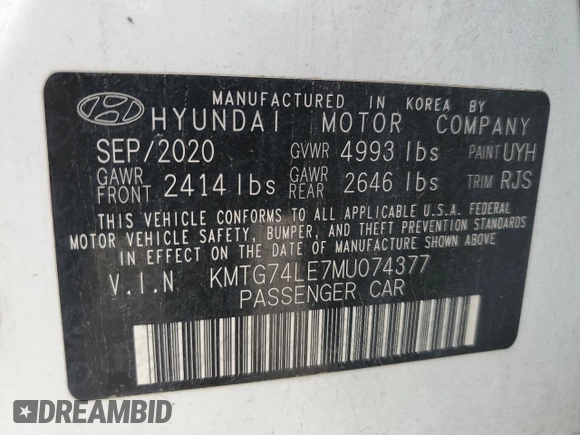 MANUFACTURED IN KOREA BY
HYUNDAI MOTOR COMPANY
SEP/2020 GVWR 4993 lbs PAINT UYH
GAWR FRONT 2414 lbs GAWR REAR 2646 lbs TRIM RJS
THIS VEHICLE CONFORMS TO ALL APPLICABLE U.S.A. FEDERAL
MOTOR VEHICLE SAFETY, BUMPER, AND THEFT PREVENTION STANDARDS
IN EFFECT ON THE DATE OF MANUFACTURE SHOWN ABOVE.
V.I.N KMTG74LE7MU074377
PASSENGER CAR
DREAMBID